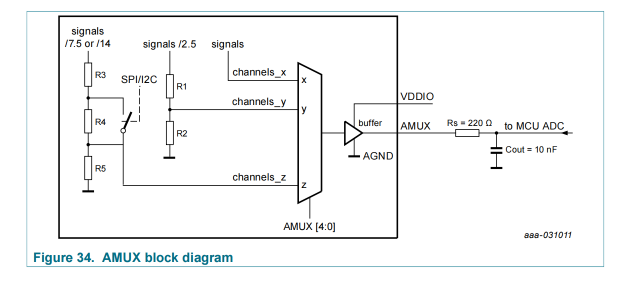 signals
/7.5 or /14
signals /2.5
signals
R3
SPI/I2C
R1
channels_x
x
channels_y
y
VDDIO
R4
R2
buffer
AMUX
Rs = 220 Ω
to MCU ADC
AGND
Cout = 10 nF
R5
channels_z
z
AMUX [4:0]
aaa-031011
Figure 34. AMUX block diagram